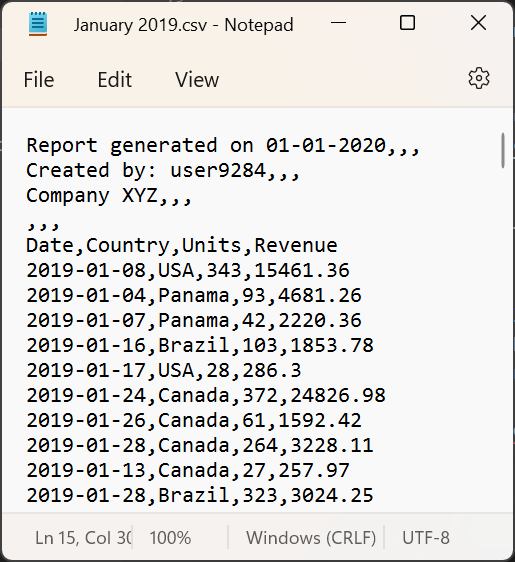 January 2019.csv - Notepad
File Edit View
Report generated on 01-01-2020,,,
Created by: user9284,,,
Company XYZ,,,
,,,
Date,Country,Units,Revenue
2019-01-08,USA,343,15461.36
2019-01-04,Panama,93,4681.26
2019-01-07,Panama,42,2220.36
2019-01-16,Brazil,103,1853.78
2019-01-17,USA,28,286.3
2019-01-24,Canada,372,24826.98
2019-01-26,Canada,61,1592.42
2019-01-28,Canada,264,3228.11
2019-01-13,Canada,27,257.97
2019-01-28,Brazil,323,3024.25
Ln 15, Col 30 100% Windows (CRLF) UTF-8